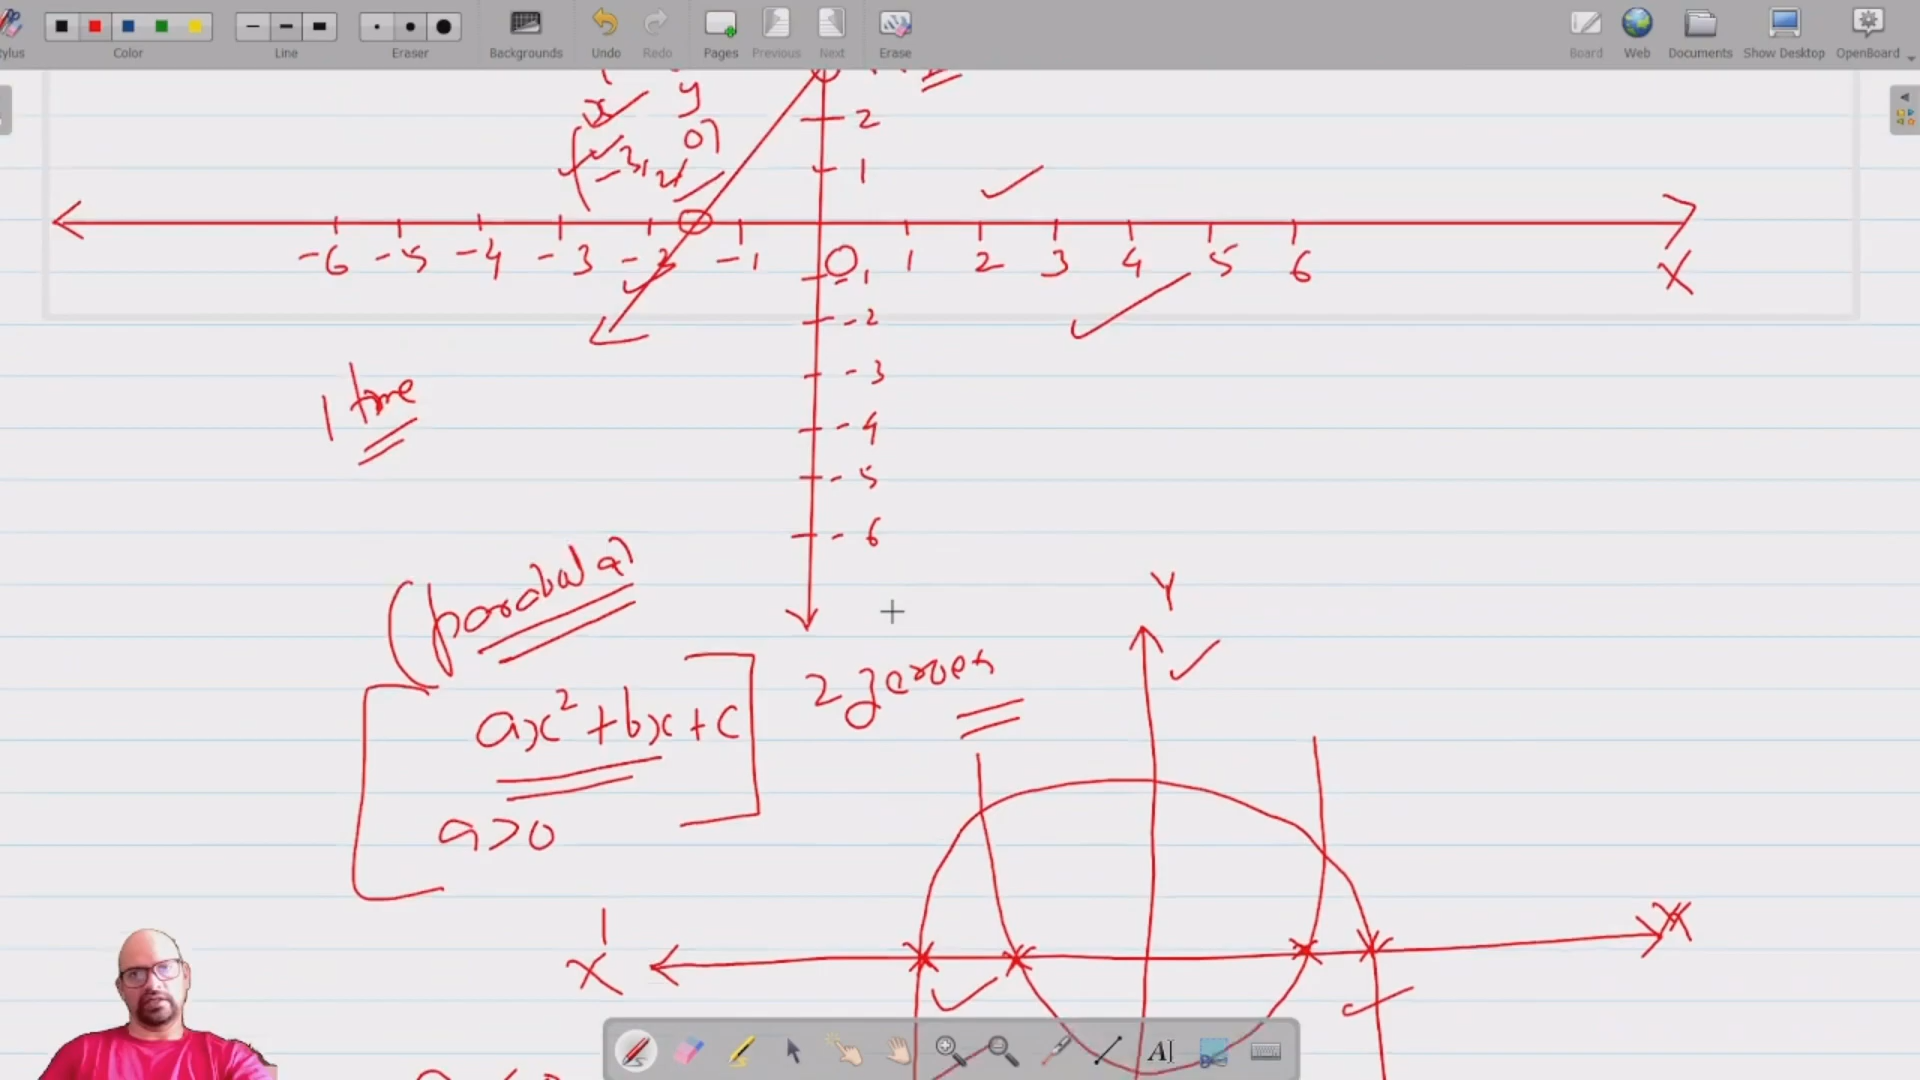 Color
Line
Eraser
Backgrounds
Undo
Redo
Pages
Previous
Next
Erase
Board
Web
Documents
Show Desktop
OpenBoard
x y
2
0)
1
-6 -5 -4 -3 -2 -1 0 1 2 3 4 5 6 X
-1
-2
-3
-4
-5
-6
1 time
(parabola)
Y
2 zeroes
ax²+bx+c
a>0
X'
X